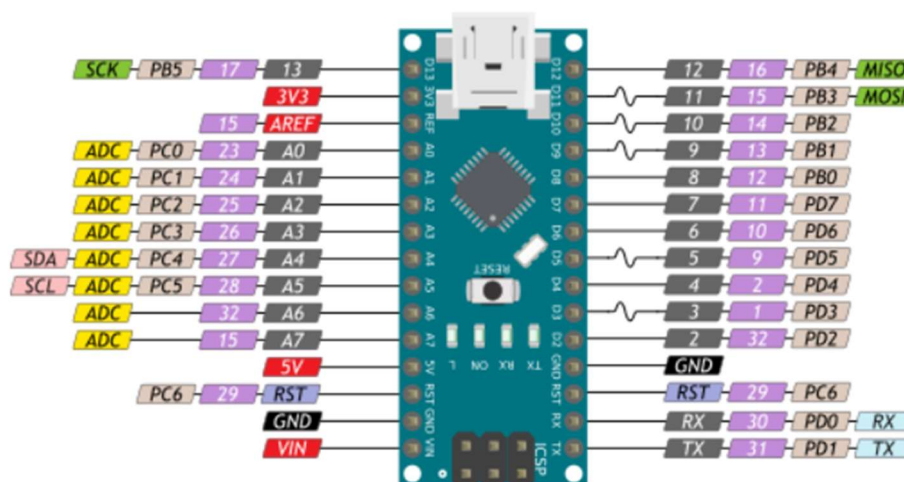 SCK PB5 17 13 D13 D12 12 16 PB4 MISO
3V3 3V3 D11 11 15 PB3 MOSI
15 AREF REF D10 10 14 PB2
ADC PC0 23 A0 A0 D9 9 13 PB1
ADC PC1 24 A1 A1 D8 8 12 PB0
ADC PC2 25 A2 A2 D7 7 11 PD7
ADC PC3 26 A3 A3 D6 6 10 PD6
SDA ADC PC4 27 A4 A4 D5 5 9 PD5
RESET
SCL ADC PC5 28 A5 A5 D4 4 2 PD4
ADC 32 A6 A6 D3 3 1 PD3
ADC 15 A7 A7 D2 2 32 PD2
5V 5V L ON RX TX GND GND
PC6 29 RST RST RST RST 29 PC6
GND GND RX RX 30 PD0 RX
VIN VIN ICSP TX TX 31 PD1 TX